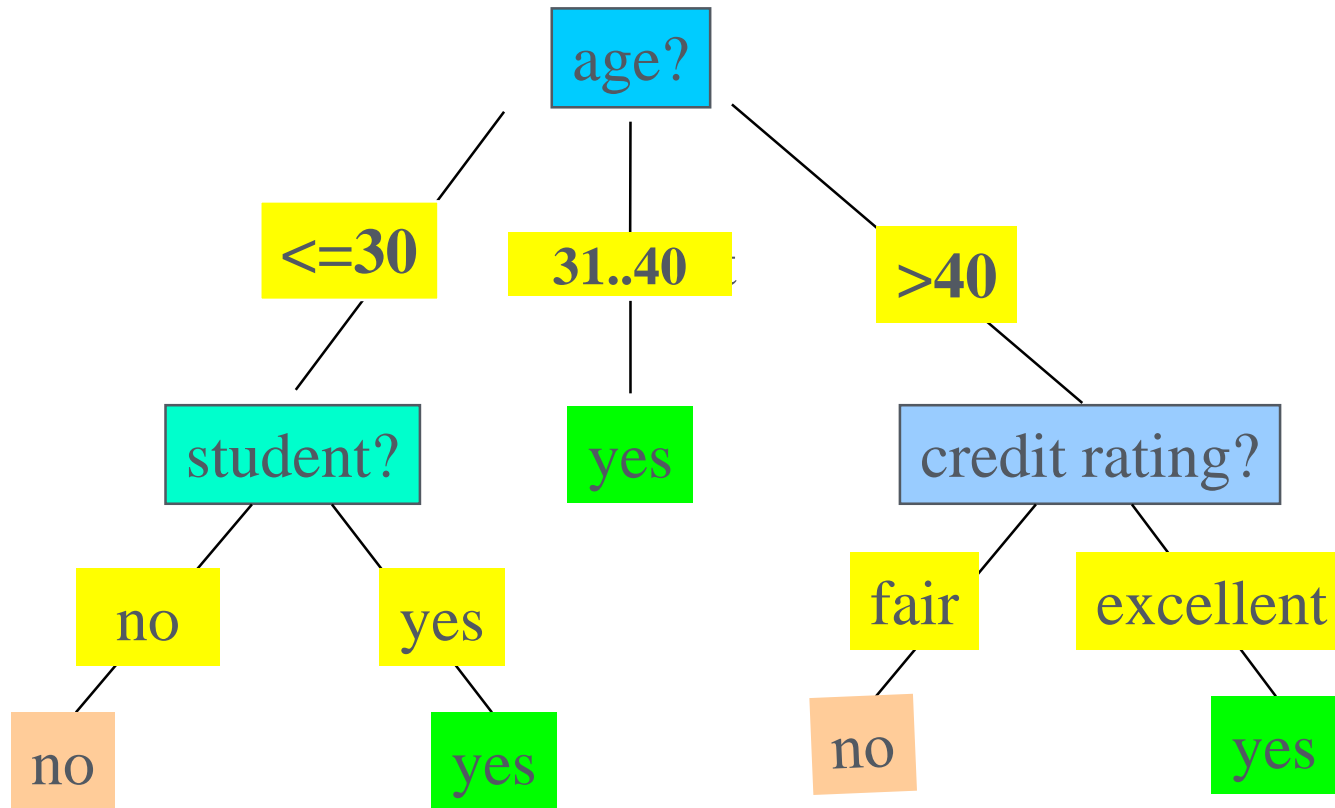 age?
<=30
31..40
>40
student?
yes
credit rating?
no
yes
fair
excellent
no
yes
no
yes